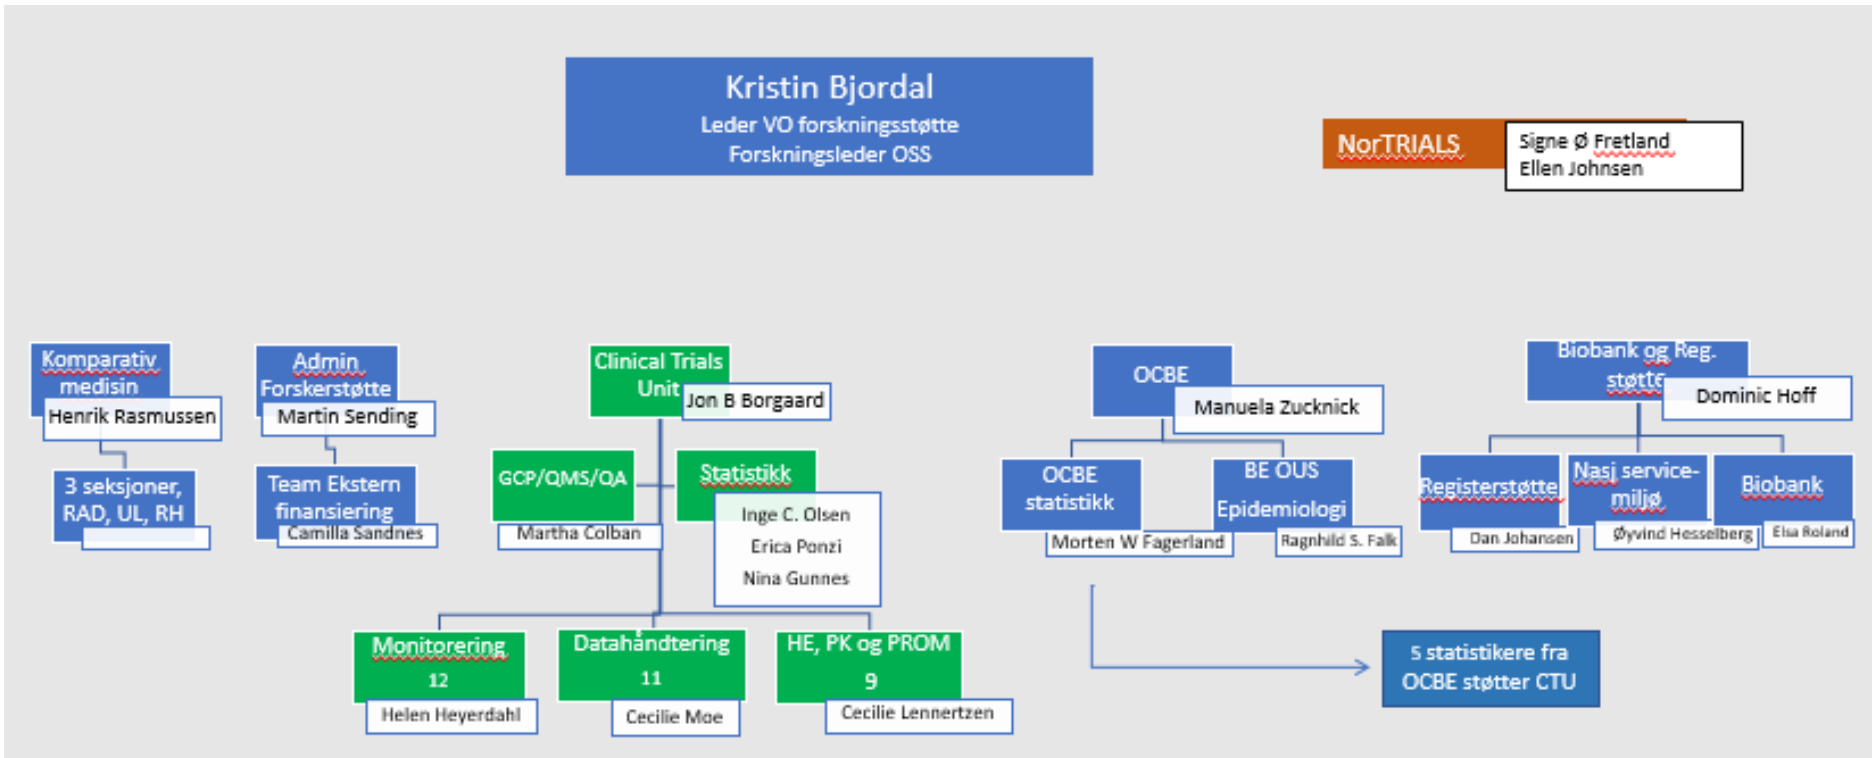 Kristin Bjordal
Leder VO forskningsstøtte
Forskningsleder OSS
NorTRIALS
Signe Ø Fretland
Ellen Johnsen
Komparativ
medisin
Henrik Rasmussen
3 seksjoner,
RAD, UL, RH
Admin
Forskerstøtte
Martin Sending
Team Ekstern
finansiering
Camilla Sandnes
Clinical Trials
Unit
Jon B Borgaard
GCP/QMS/QA
Martha Colban
Statistikk
Inge C. Olsen
Erica Ponzi
Nina Gunnes
Monitorering
12
Helen Heyerdahl
Datahåndtering
11
Cecilie Moe
HE, PK og PROM
9
Cecilie Lennertzen
OCBE
Manuela Zucknick
OCBE
statistikk
Morten W Fagerland
BE OUS
Epidemiologi
Ragnhild S. Falk
5 statistikere fra
OCBE støtter CTU
Biobank og Reg.
støtte
Dominic Hoff
Registerstøtte
Dan Johansen
Nasj service-
miljø
Øyvind Hesselberg
Biobank
Elsa Roland